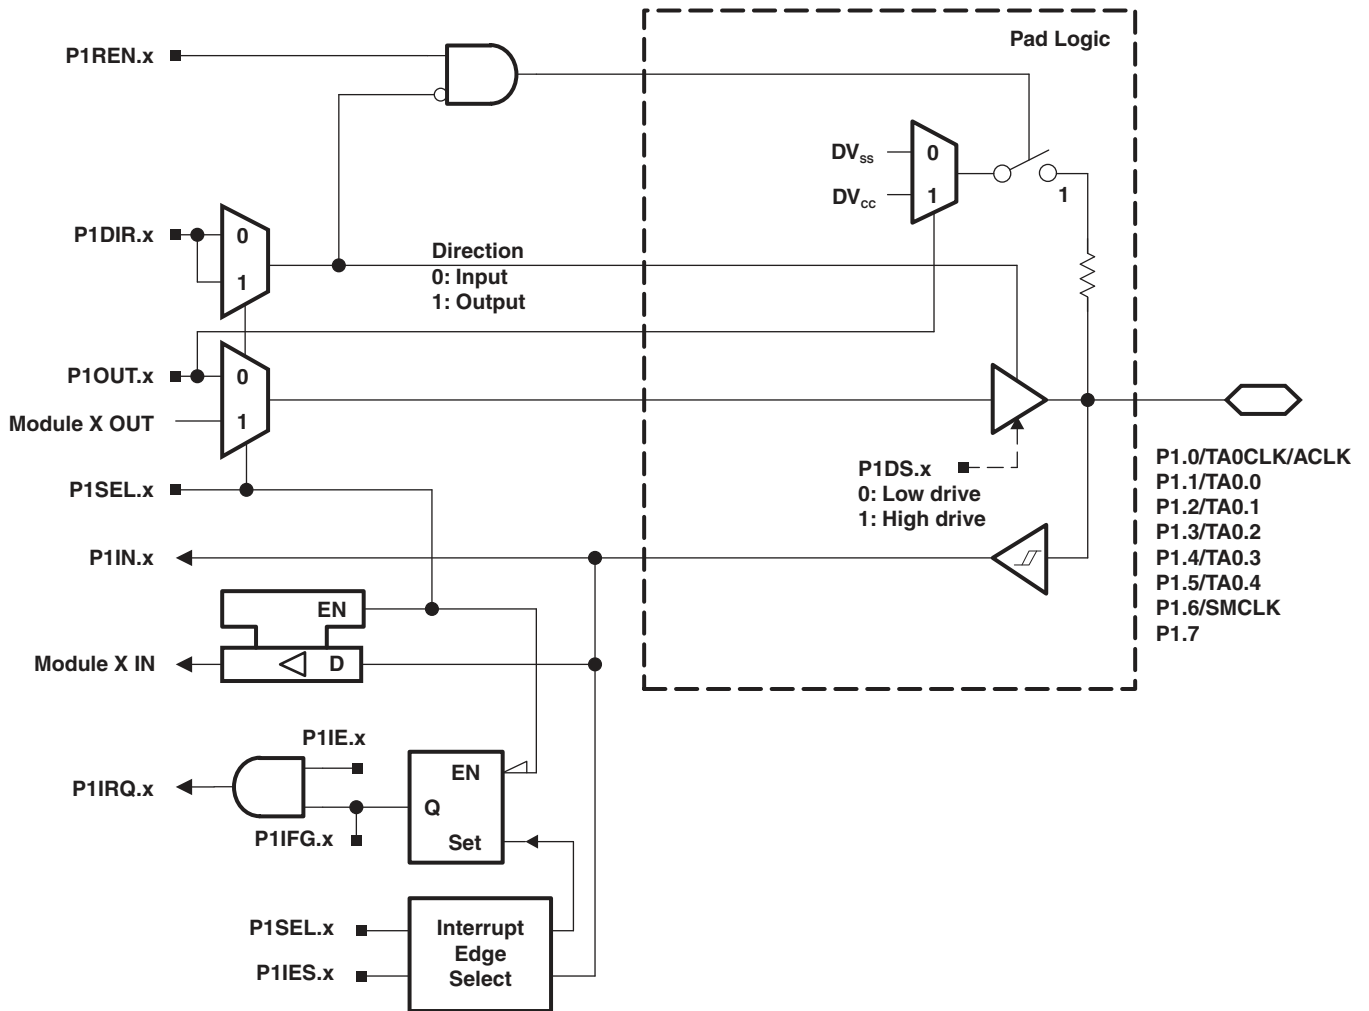 Pad Logic
P1REN.x
DVSS
0
DVCC
1
1
P1DIR.x
0
1
Direction
0: Input
1: Output
P1OUT.x
0
Module X OUT
1
P1DS.x
0: Low drive
1: High drive
P1SEL.x
P1.0/TA0CLK/ACLK
P1.1/TA0.0
P1.2/TA0.1
P1.3/TA0.2
P1.4/TA0.3
P1.5/TA0.4
P1.6/SMCLK
P1.7
P1IN.x
EN
Module X IN
D
P1IE.x
EN
P1IRQ.x
Q
P1IFG.x
Set
P1SEL.x
P1IES.x
Interrupt
Edge
Select